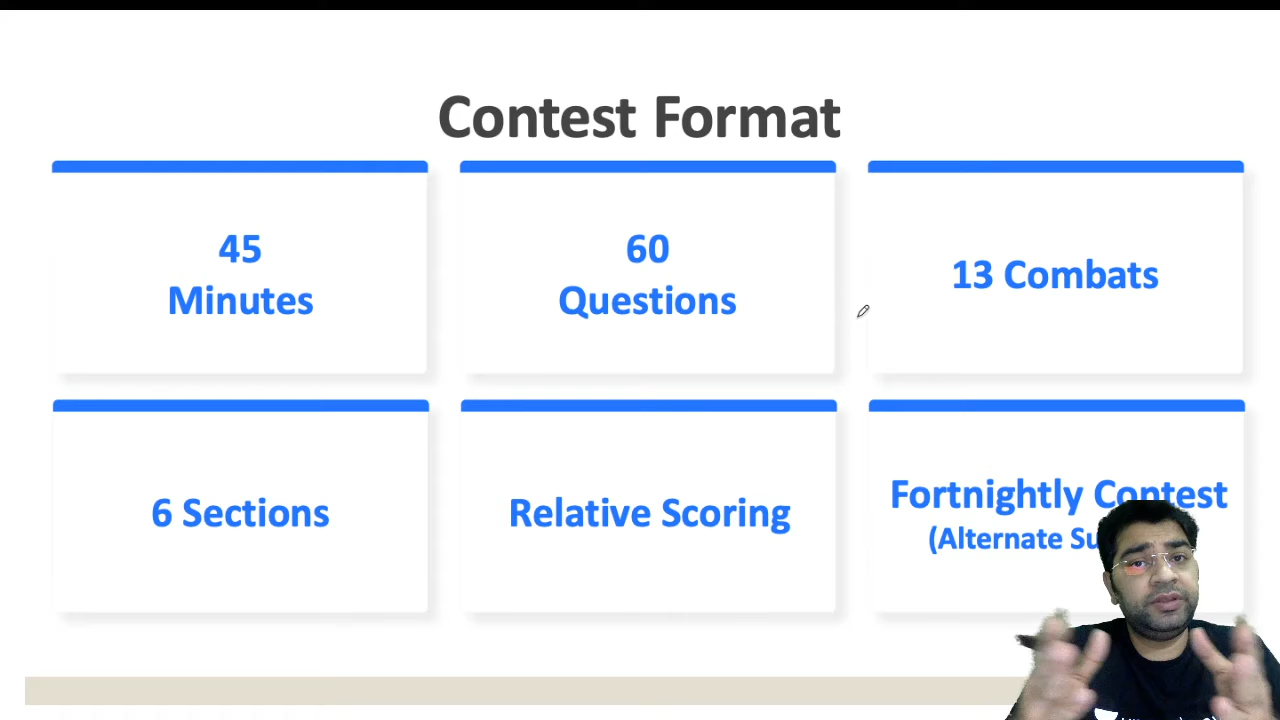 Contest Format
45
Minutes
60
Questions
13 Combats
6 Sections
Relative Scoring
Fortnightly Contest
(Alternate